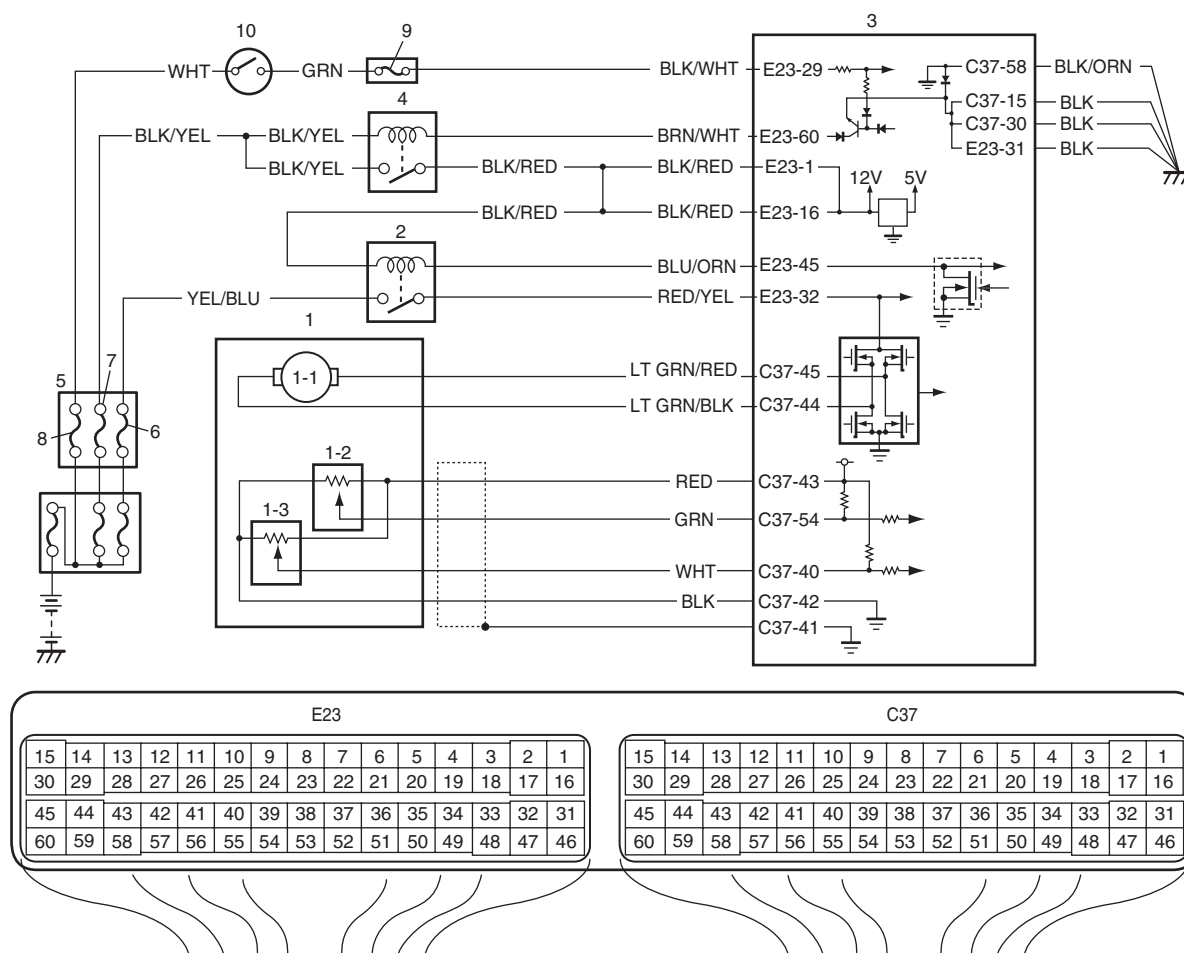 10 9 3
WHT GRN BLK/WHT E23-29 C37-58 BLK/ORN
4 C37-15 BLK
BLK/YEL BLK/YEL BRN/WHT E23-60 C37-30 BLK
E23-31 BLK
BLK/YEL BLK/RED BLK/RED E23-1
12V 5V
BLK/RED BLK/RED E23-16
2
BLU/ORN E23-45
YEL/BLU RED/YEL E23-32
1
7
5 1-1 LT GRN/RED C37-45
8 6 LT GRN/BLK C37-44
1-2
RED C37-43
1-3 GRN C37-54
WHT C37-40
BLK C37-42
C37-41
E23 C37
15 14 13 12 11 10 9 8 7 6 5 4 3 2 1 15 14 13 12 11 10 9 8 7 6 5 4 3 2 1
30 29 28 27 26 25 24 23 22 21 20 19 18 17 16 30 29 28 27 26 25 24 23 22 21 20 19 18 17 16
45 44 43 42 41 40 39 38 37 36 35 34 33 32 31 45 44 43 42 41 40 39 38 37 36 35 34 33 32 31
60 59 58 57 56 55 54 53 52 51 50 49 48 47 46 60 59 58 57 56 55 54 53 52 51 50 49 48 47 46